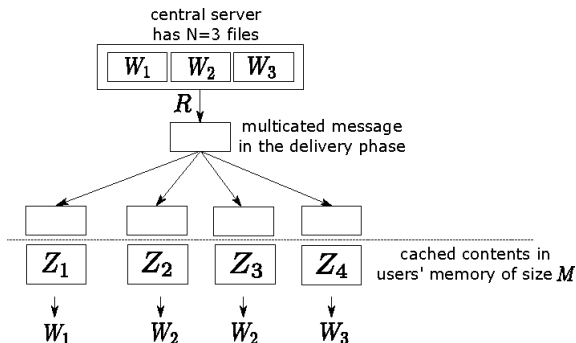 central server
has N=3 files
W₁ W₂ W₃
R
multicated message
in the delivery phase
Z₁ Z₂ Z₃ Z₄
cached contents in
users' memory of size M
W₁ W₂ W₂ W₃